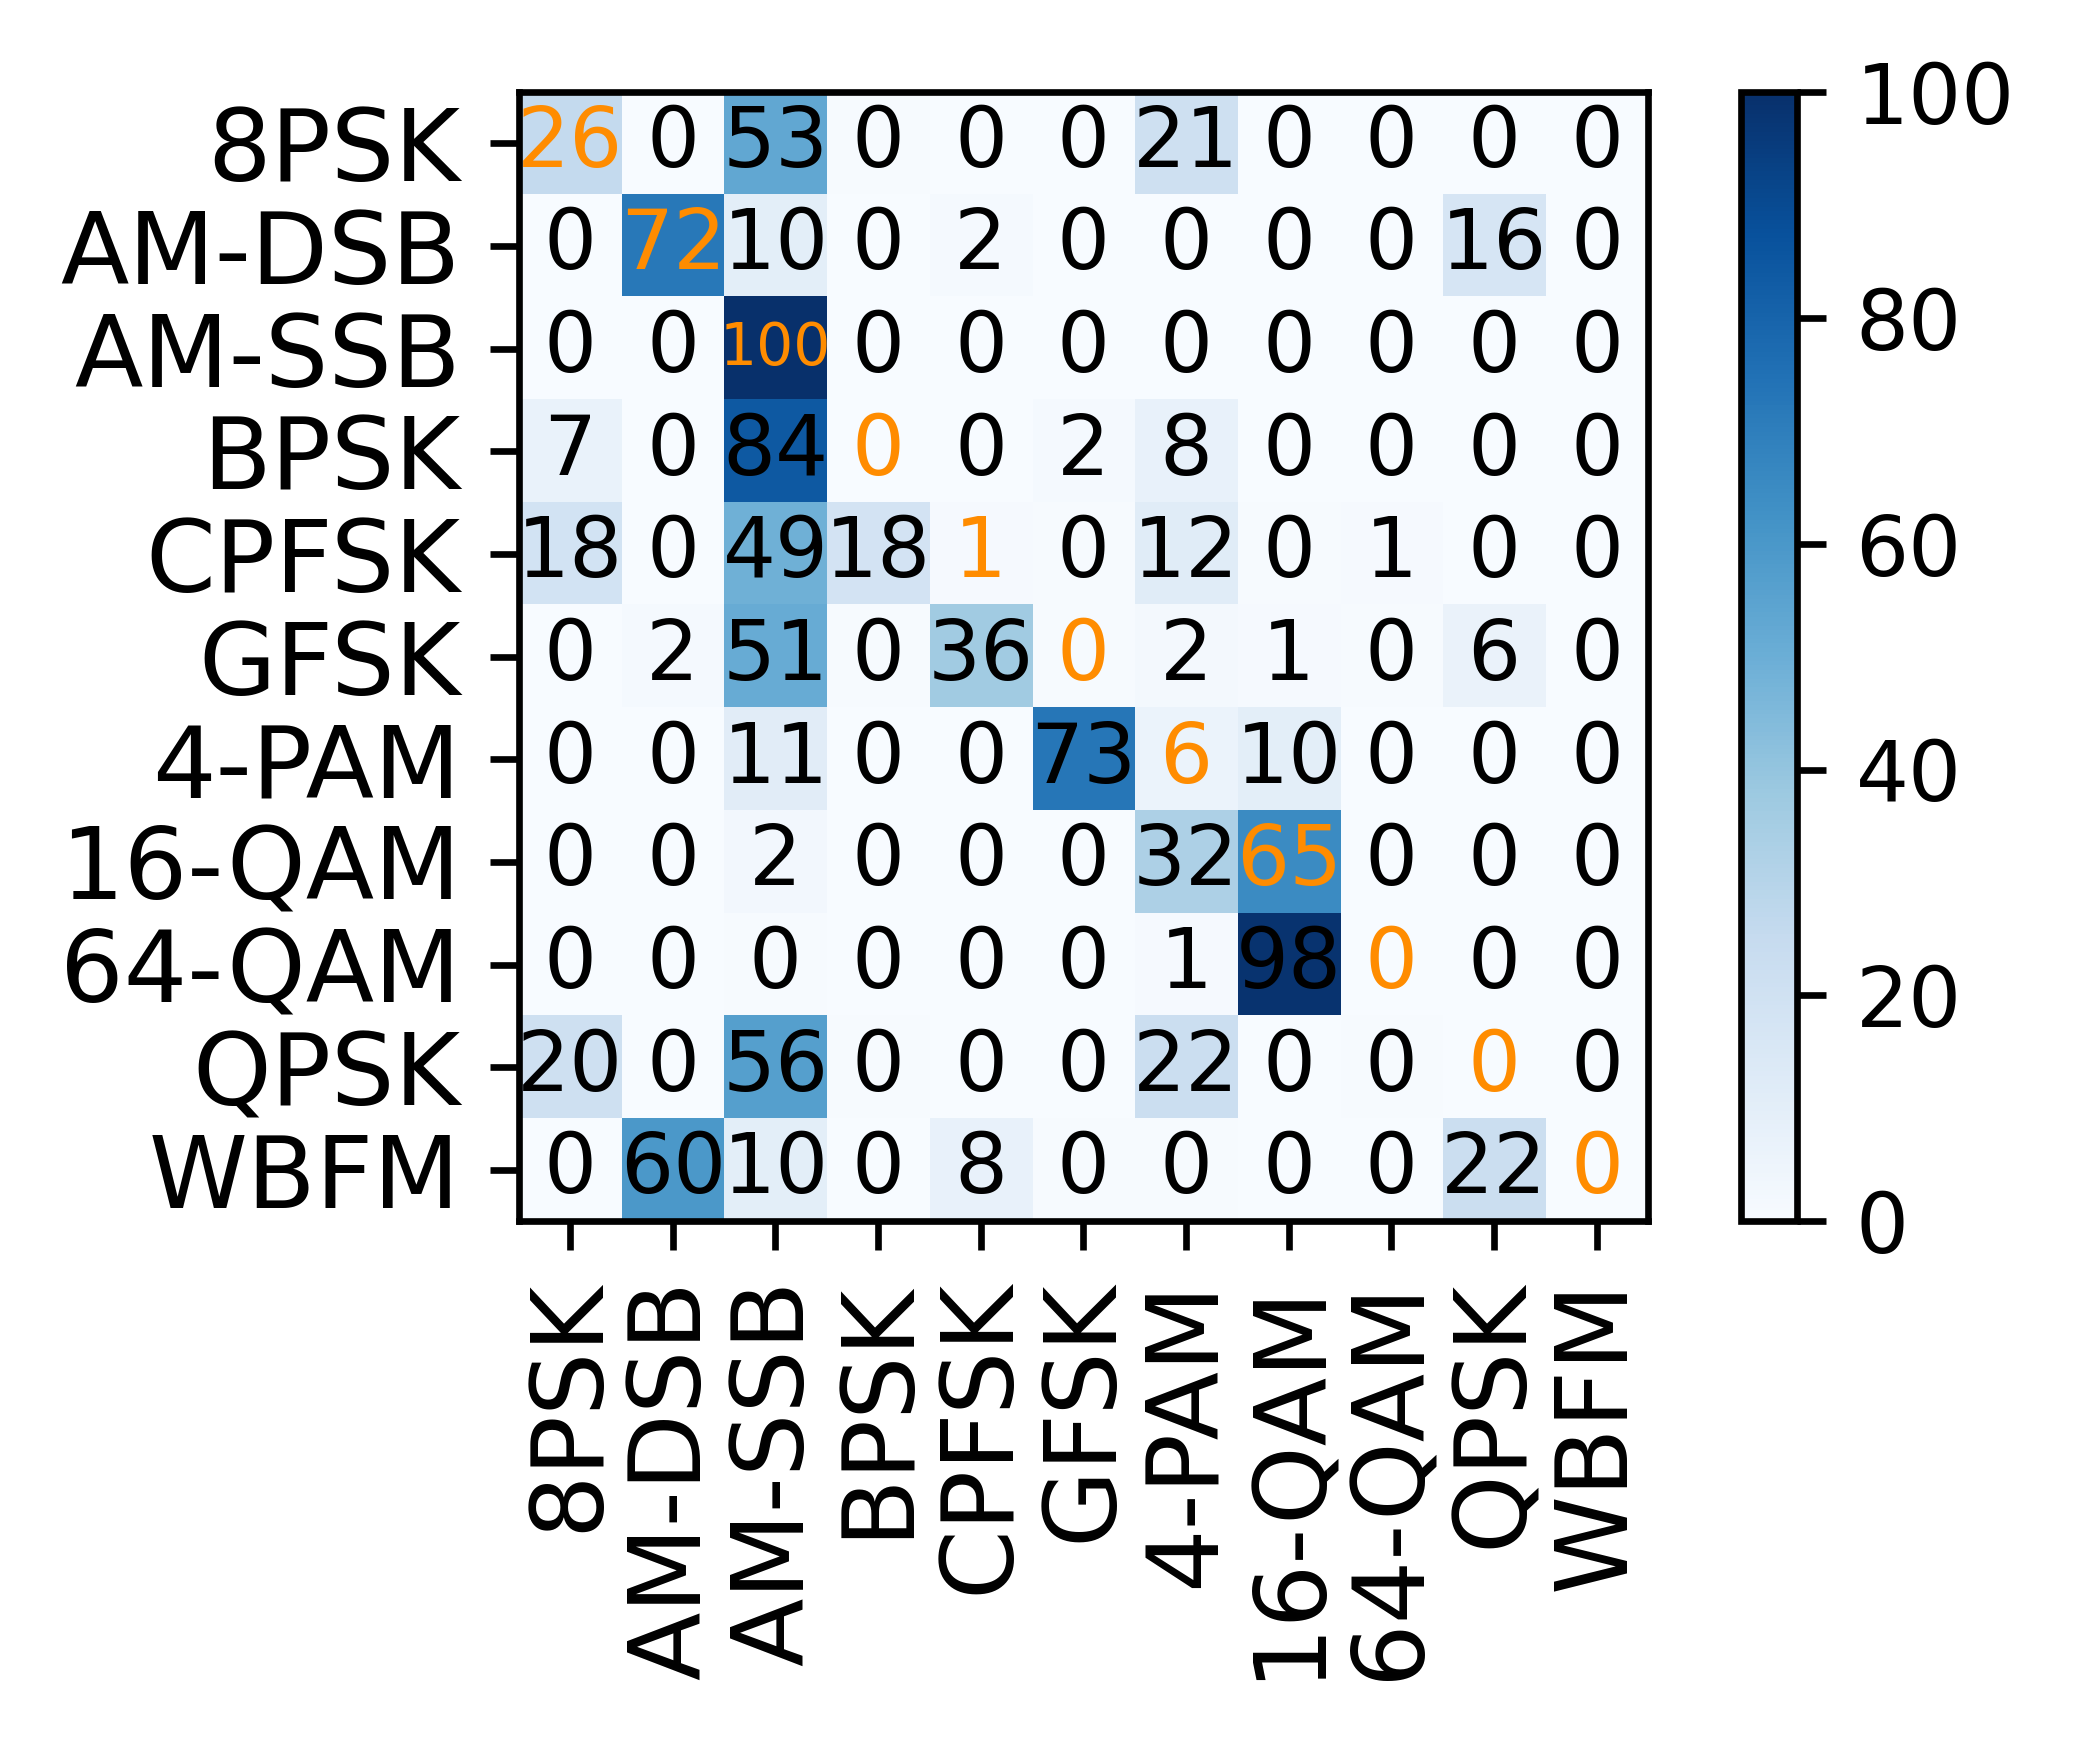 8PSK 26 0 53 0 0 0 21 0 0 0 0
AM-DSB 0 72 10 0 2 0 0 0 0 16 0
AM-SSB 0 0 100 0 0 0 0 0 0 0 0
BPSK 7 0 84 0 0 2 8 0 0 0 0
CPFSK 18 0 49 18 1 0 12 0 1 0 0
GFSK 0 2 51 0 36 0 2 1 0 6 0
4-PAM 0 0 11 0 0 73 6 10 0 0 0
16-QAM 0 0 2 0 0 0 32 65 0 0 0
64-QAM 0 0 0 0 0 0 1 98 0 0 0
QPSK 20 0 56 0 0 0 22 0 0 0 0
WBFM 0 60 10 0 8 0 0 0 0 22 0
8PSK
AM-DSB
AM-SSB
BPSK
CPFSK
GFSK
4-PAM
16-QAM
64-QAM
QPSK
WBFM
100
80
60
40
20
0